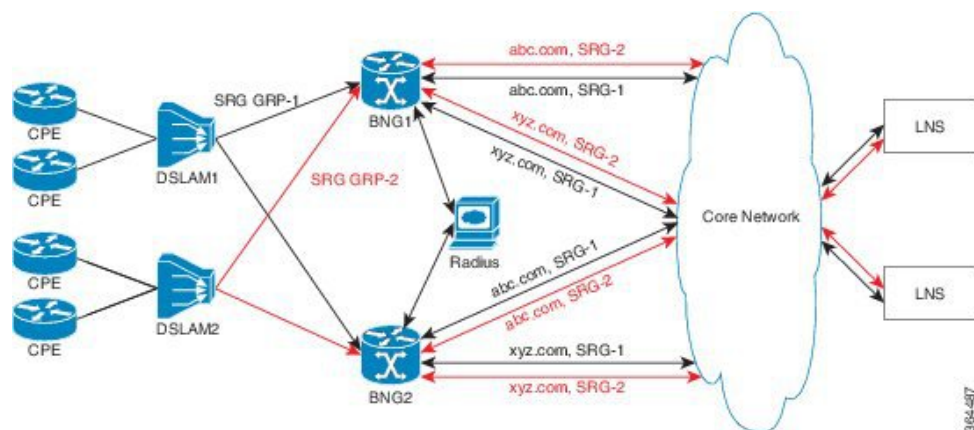 CPE
CPE
CPE
CPE
DSLAM1
DSLAM2
SRG GRP-1
SRG GRP-2
BNG1
BNG2
Radius
abc.com, SRG-2
abc.com, SRG-1
xyz.com, SRG-2
xyz.com, SRG-1
abc.com, SRG-1
abc.com, SRG-2
xyz.com, SRG-1
xyz.com, SRG-2
Core Network
LNS
LNS
364487